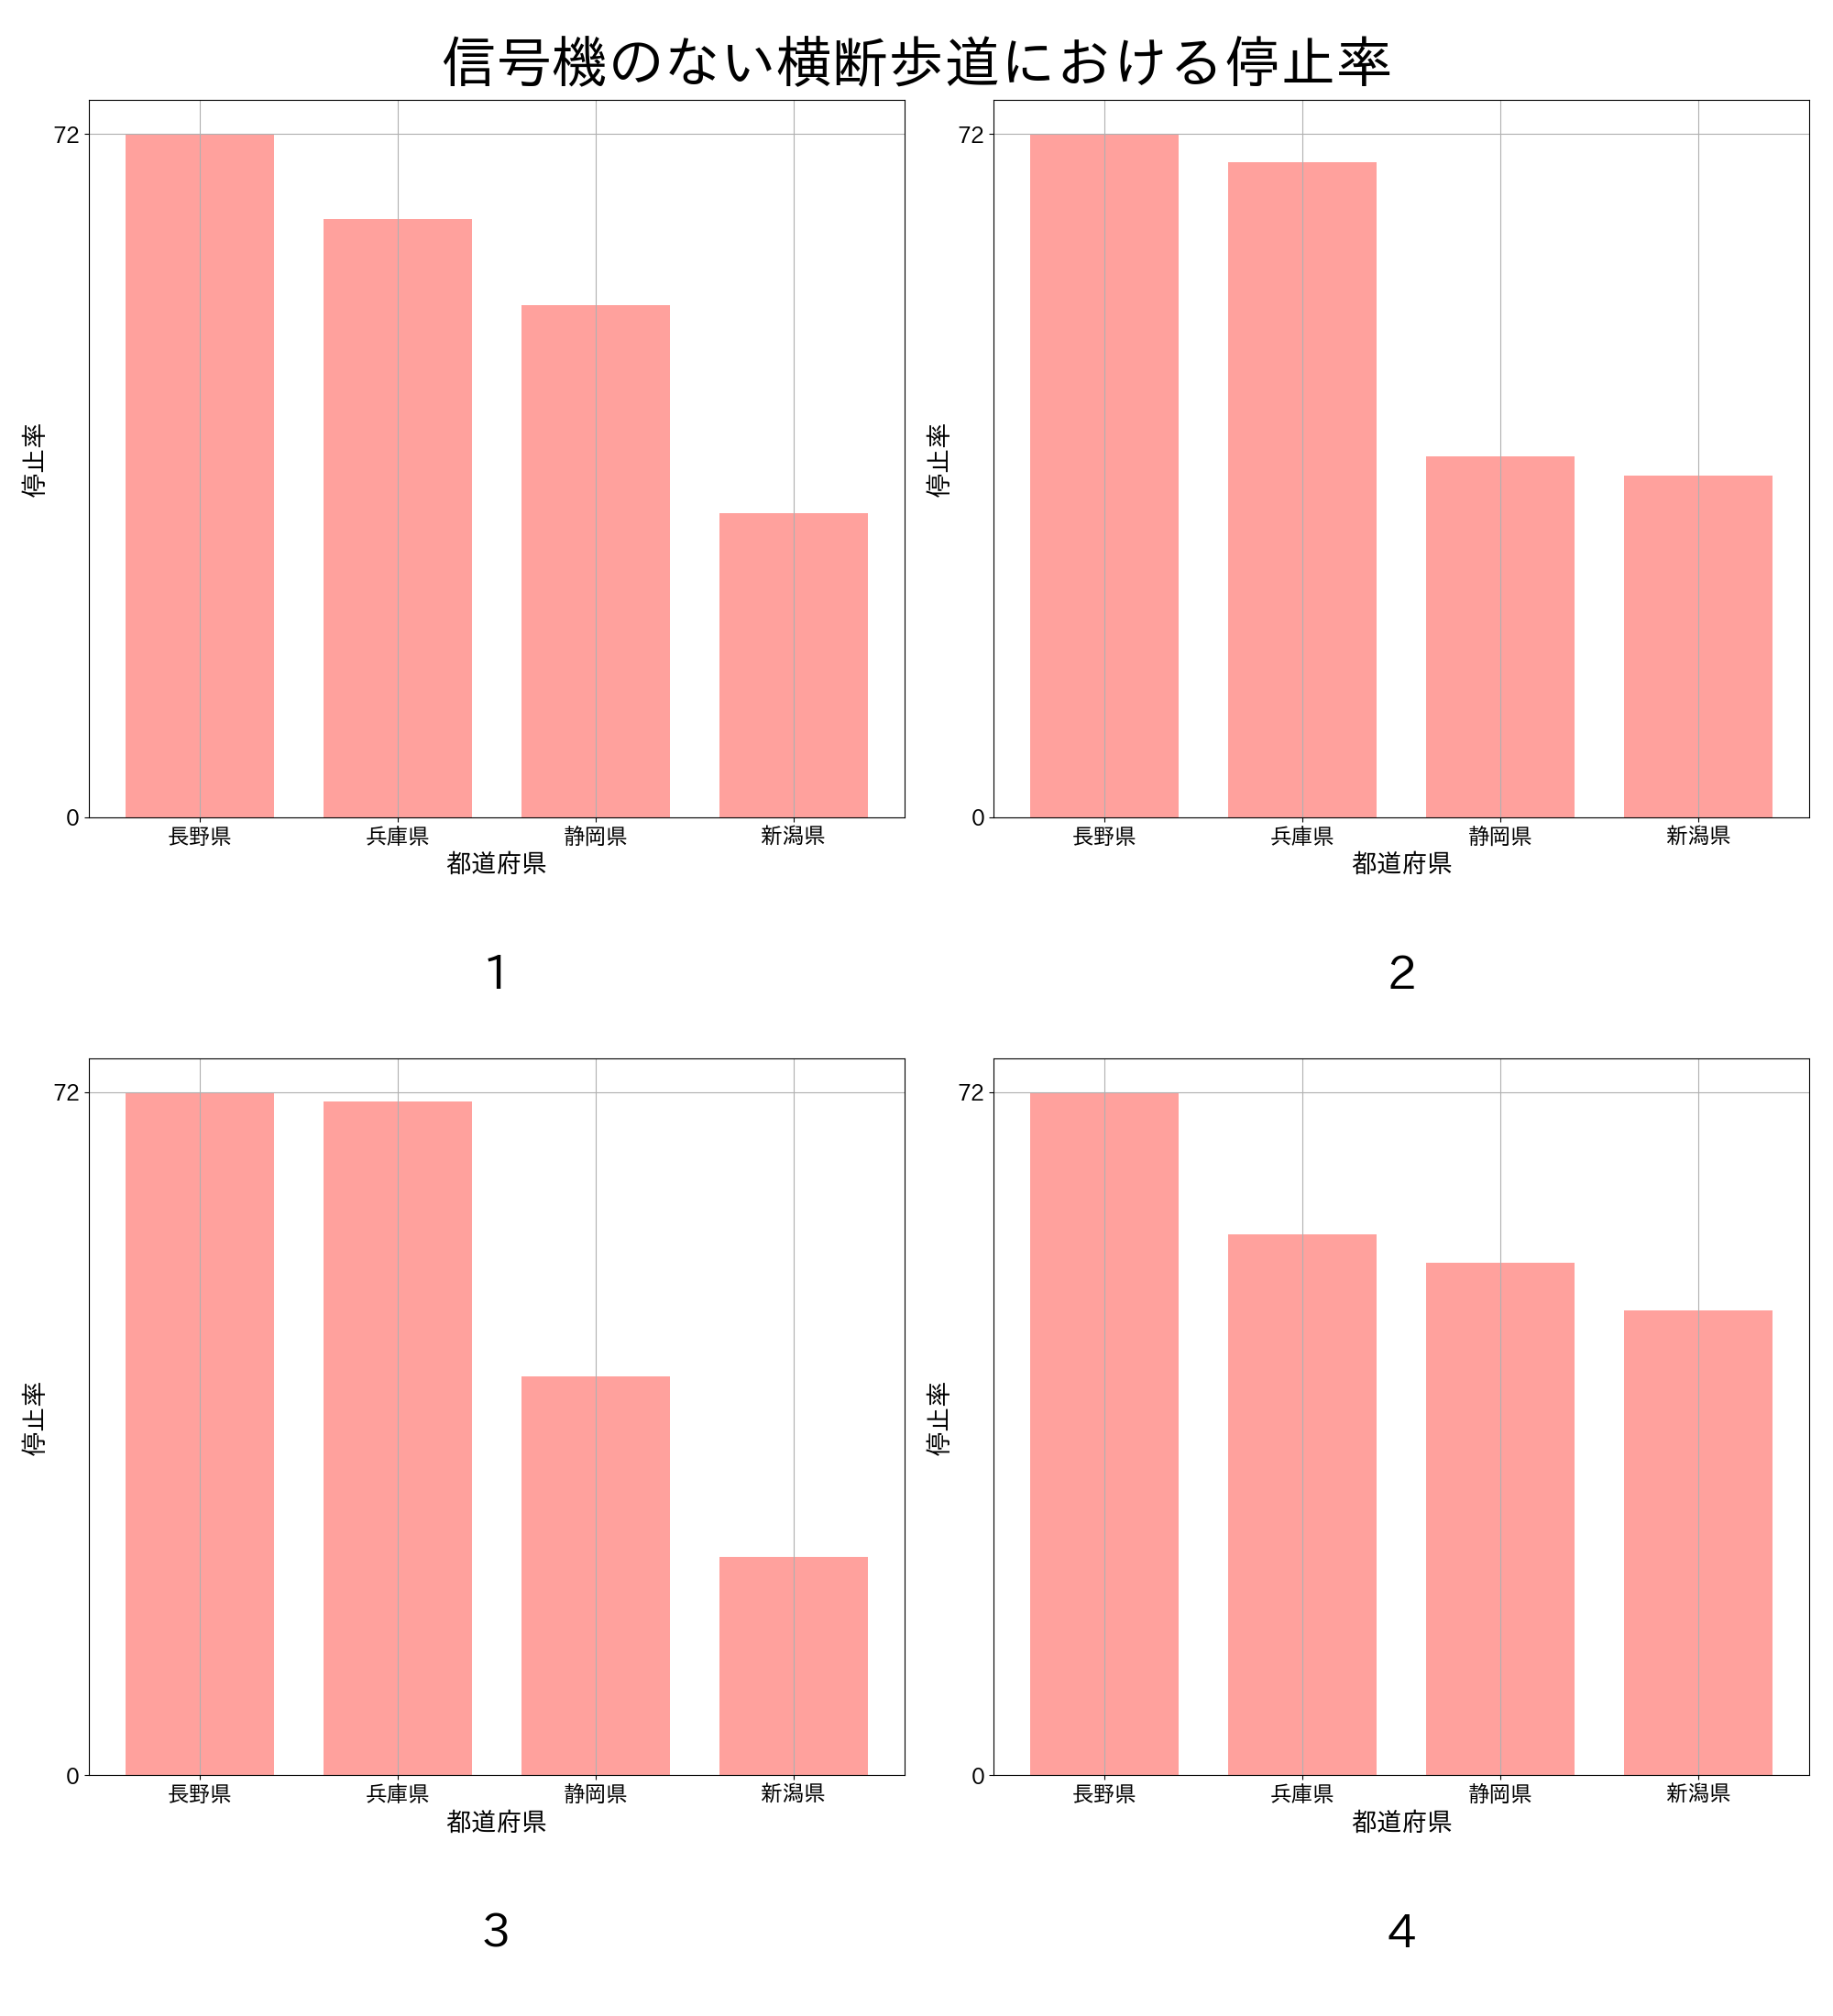 信号機のない横断歩道における停止率
72
0
停止率
長野県 兵庫県 静岡県 新潟県
都道府県
1
72
0
停止率
長野県 兵庫県 静岡県 新潟県
都道府県
2
72
0
停止率
長野県 兵庫県 静岡県 新潟県
都道府県
3
72
0
停止率
長野県 兵庫県 静岡県 新潟県
都道府県
4